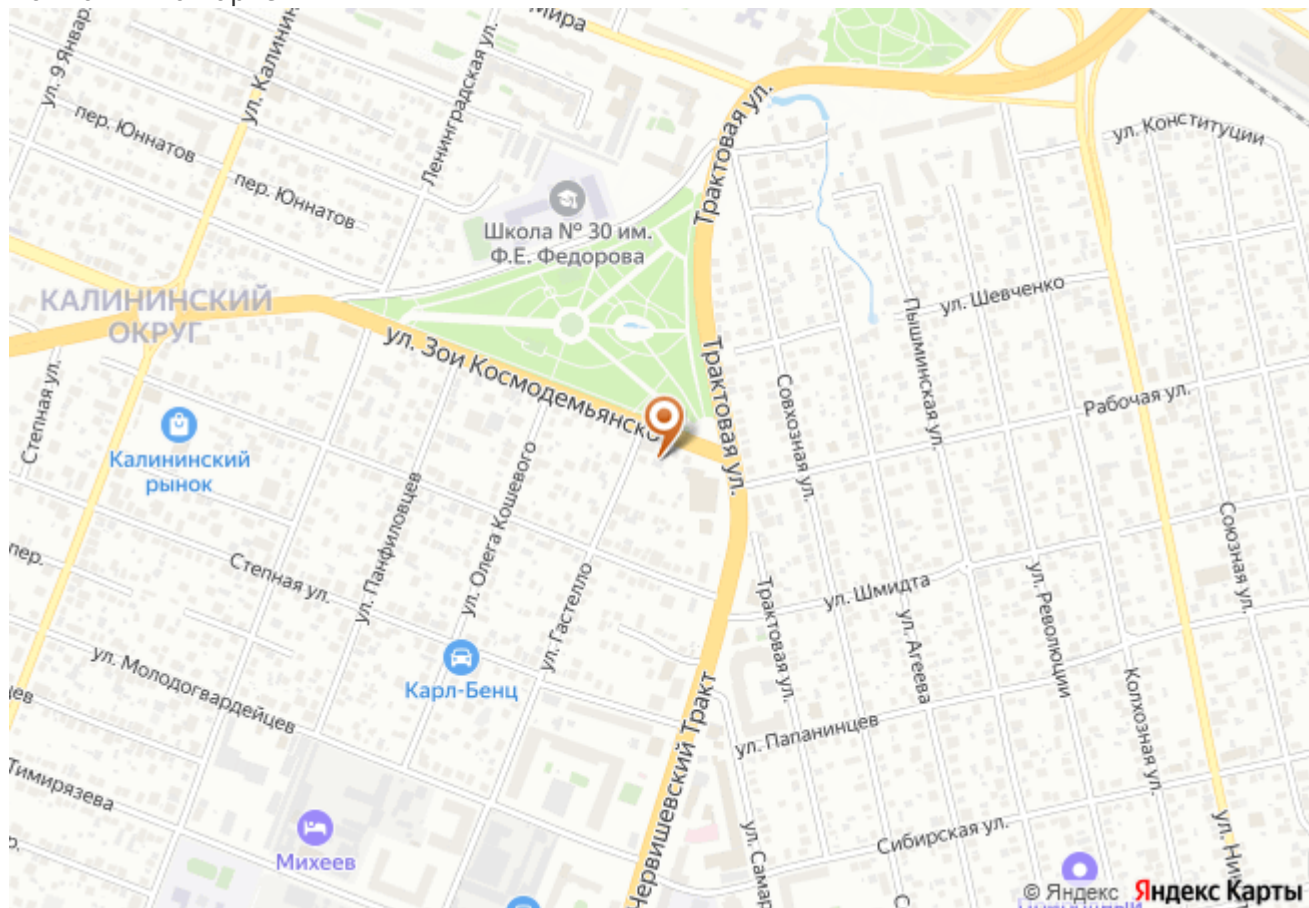 Мира
ул. 9 Январ
ул. Калинин
Ленинградская ул.
Трактовая ул.
пер. Юннатов
ул. Конституции
пер. Юннатов
Школа № 30 им.
Ф.Е. Федорова
КАЛИНИНСКИЙ
ОКРУГ
ул. Шевченко
Пышминская ул.
ул. Зои Космодемьянско
Трактовая ул.
Степная ул.
Совхозная ул.
Рабочая ул.
Калининский
рынок
ул. Панфиловцев
ул. Олега Кошевого
пер.
Степная ул.
ул. Гастелло
Союзная ул.
ул. Шмидта
Трактовая ул.
ул. Агеева
ул. Революции
Колхозная ул.
ул. Молодогвардейцев
Карл-Бенц
цев
ул. Папанинцев
Червишевский Тракт
Тимирязева
р.
Михеев
ул. Самар
Сибирская ул.
ул. Ник
© Яндекс Яндекс Карты